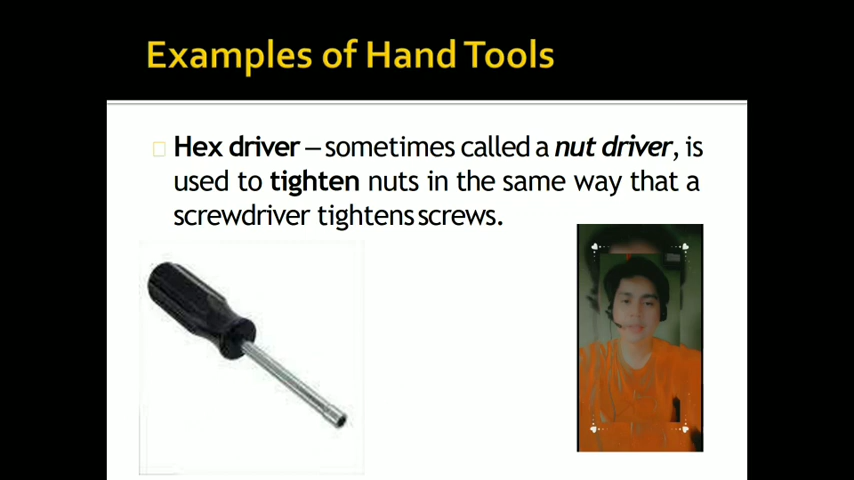 Examples of Hand Tools
Hex driver – sometimes called a nut driver, is
used to tighten nuts in the same way that a
screwdriver tightens screws.